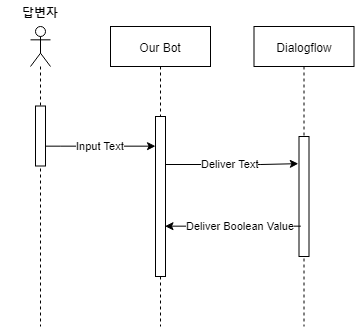 답변자
Our Bot
Dialogflow
Input Text
Deliver Text
Deliver Boolean Value